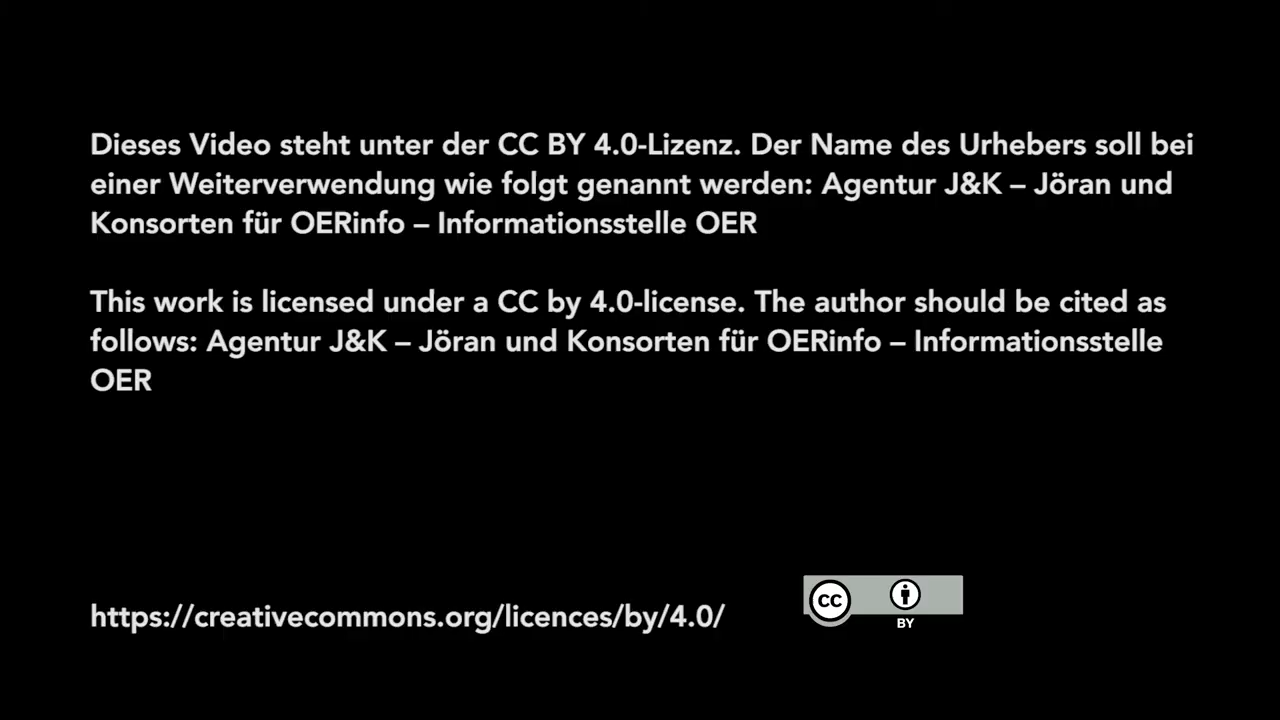 Dieses Video steht unter der CC BY 4.0-Lizenz. Der Name des Urhebers soll bei
einer Weiterverwendung wie folgt genannt werden: Agentur J&K – Jöran und
Konsorten für OERinfo – Informationsstelle OER
This work is licensed under a CC by 4.0-license. The author should be cited as
follows: Agentur J&K – Jöran und Konsorten für OERinfo – Informationsstelle
OER
https://creativecommons.org/licences/by/4.0/
cc
BY